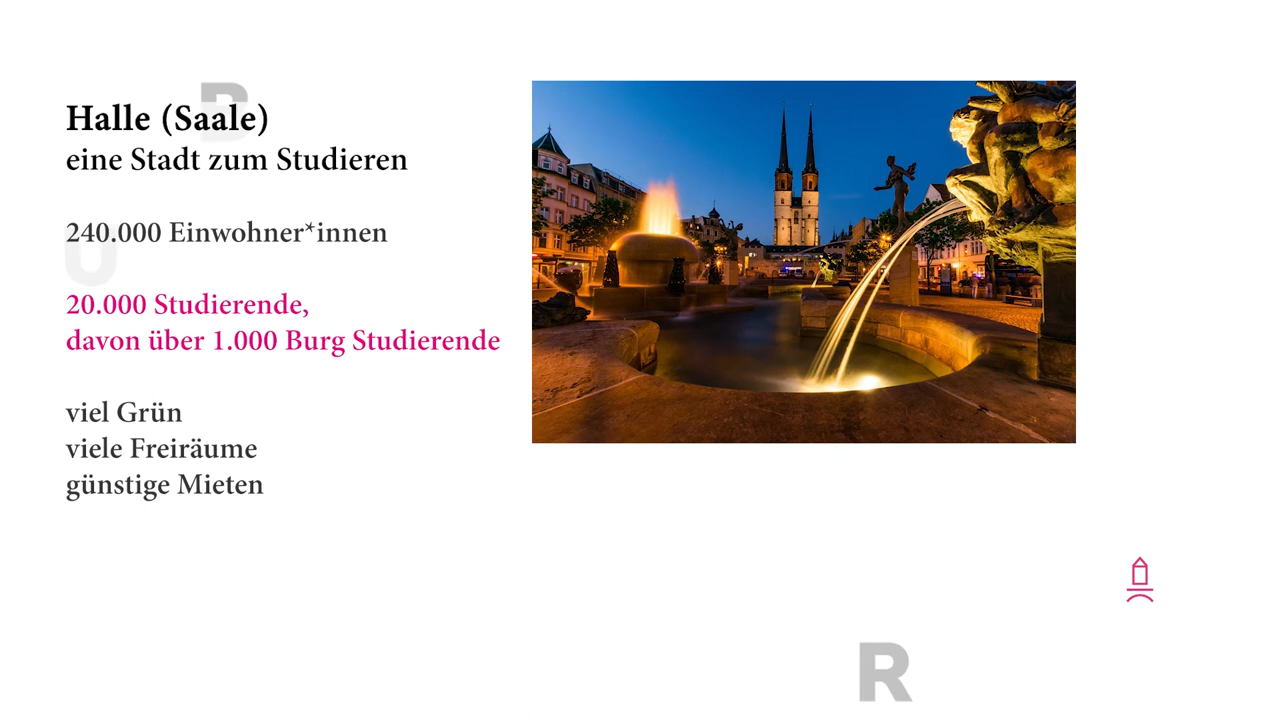 B
Halle (Saale)
eine Stadt zum Studieren
240.000 Einwohner*innen
U
20.000 Studierende,
davon über 1.000 Burg Studierende
viel Grün
viele Freiräume
günstige Mieten
R